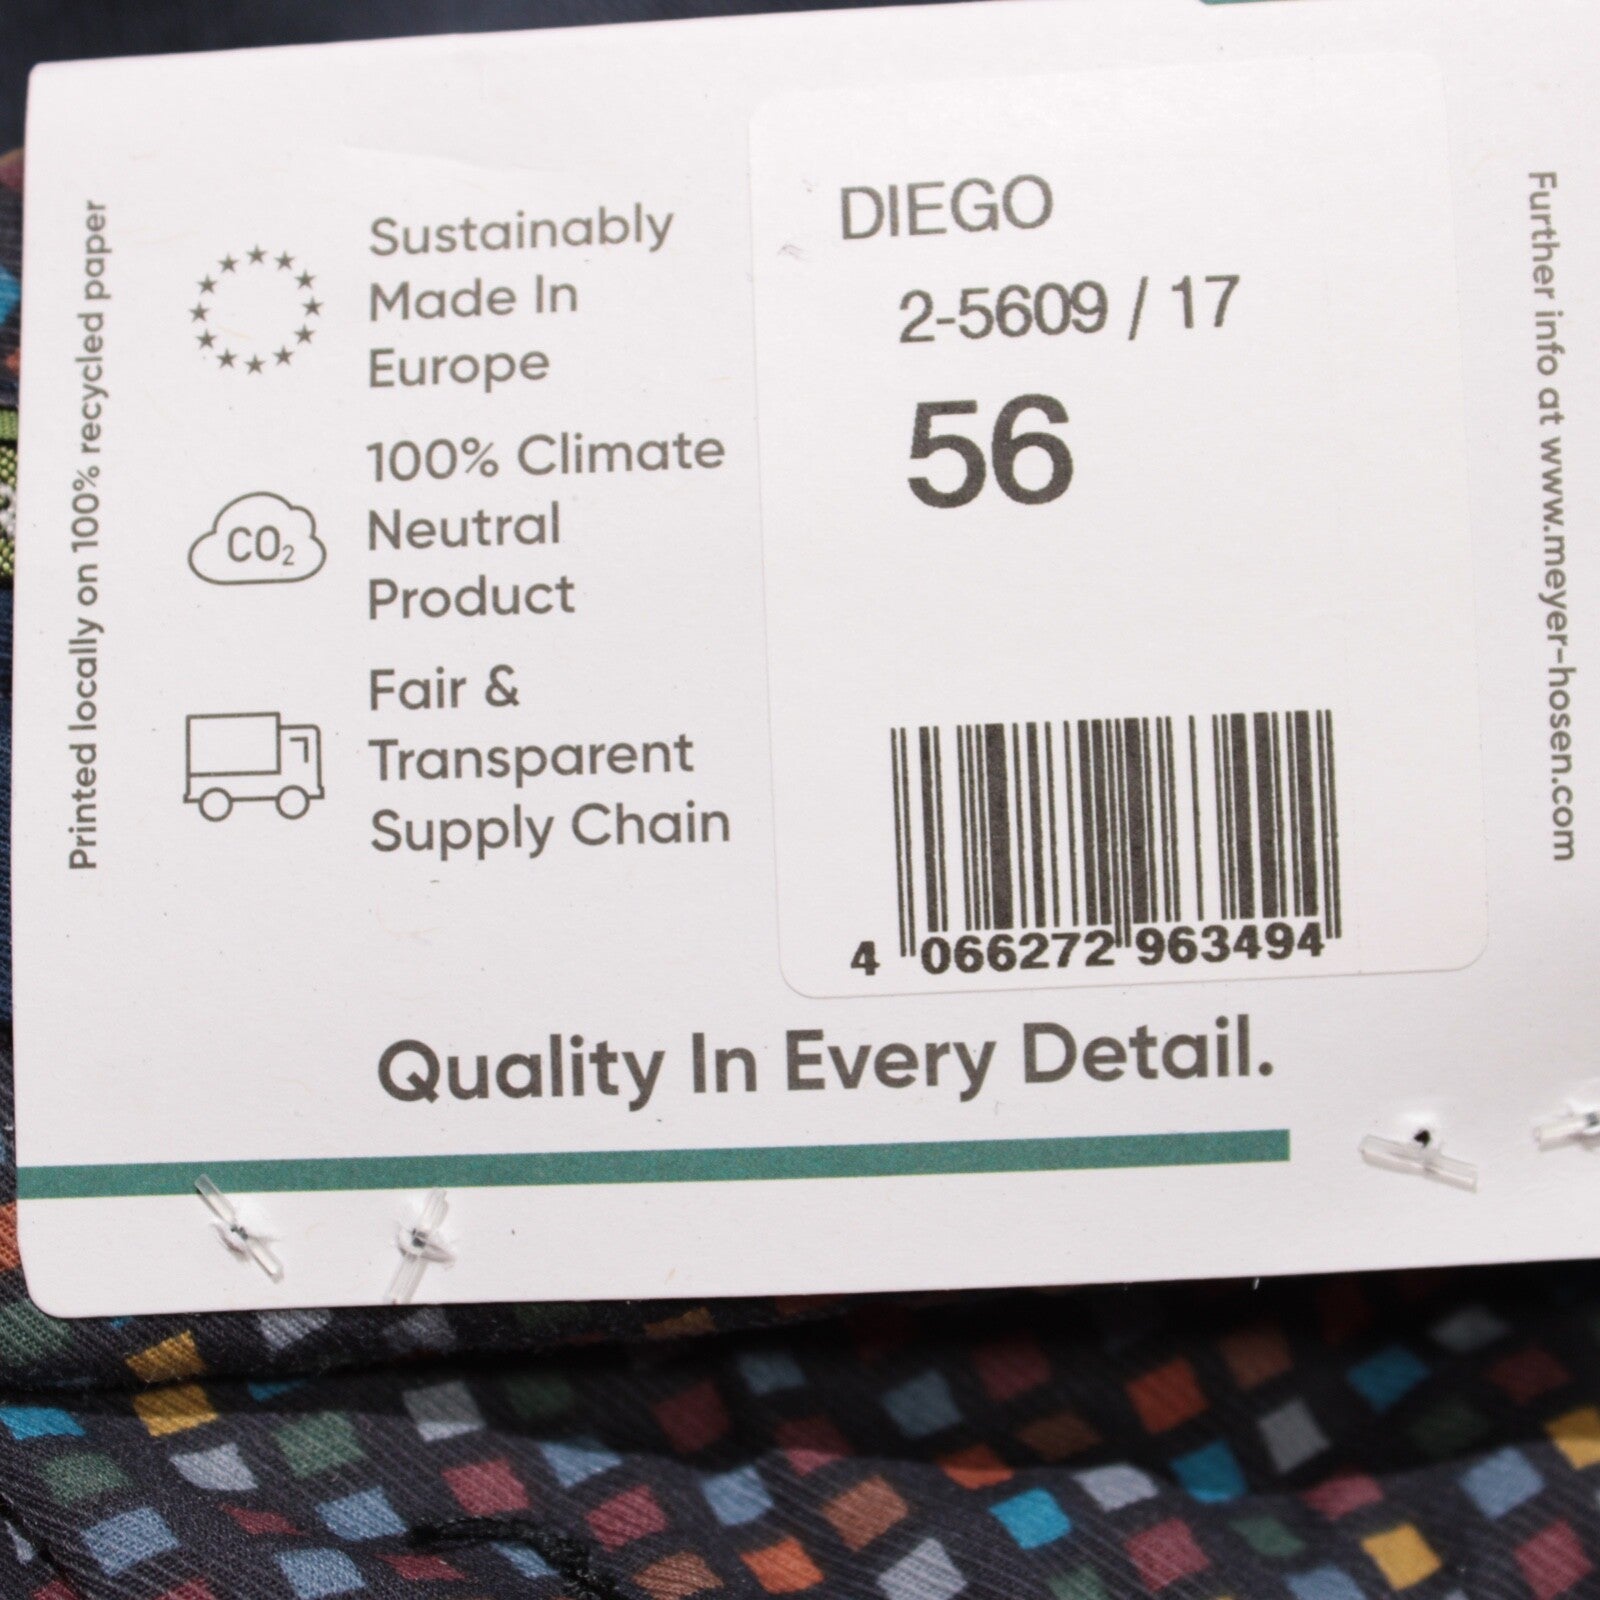 Printed locally on 100% recycled paper
Sustainably
Made In
Europe
CO₂
100% Climate
Neutral
Product
Fair &
Transparent
Supply Chain
DIEGO
2-5609 / 17
56
4 066272 963494
Further info at www.meyer-hosen.com
Quality In Every Detail.